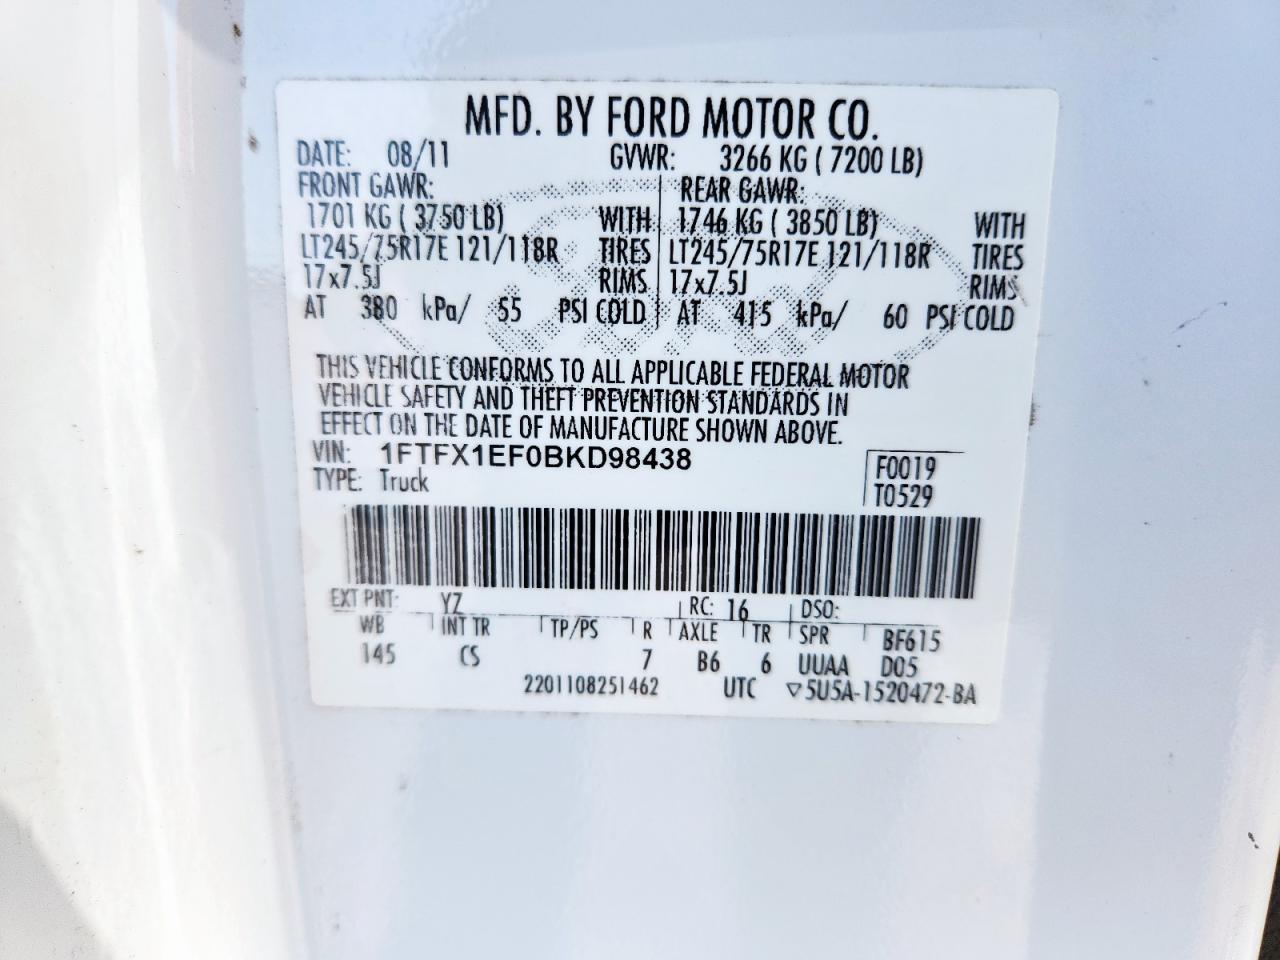 MFD. BY FORD MOTOR CO.
DATE: 08/11 GVWR: 3266 KG ( 7200 LB)
FRONT GAWR: REAR GAWR:
1701 KG ( 3750 LB) WITH 1746 KG ( 3850 LB) WITH
LT245/75R17E 121/118R TIRES LT245/75R17E 121/118R TIRES
17x7.5J RIMS 17x7.5J RIMS
AT 380 kPa/ 55 PSI COLD AT 415 kPa/ 60 PSI COLD
THIS VEHICLE CONFORMS TO ALL APPLICABLE FEDERAL MOTOR
VEHICLE SAFETY AND THEFT PREVENTION STANDARDS IN
EFFECT ON THE DATE OF MANUFACTURE SHOWN ABOVE.
VIN: 1FTFX1EF0BKD98438 F0019
TYPE: Truck T0529
EXT PNT: YZ RC: 16 DSO:
WB INT TR TP/PS R AXLE TR SPR BF615
145 CS 7 B6 6 UUAA D05
2201108251462 UTC ▽5U5A-1520472-BA